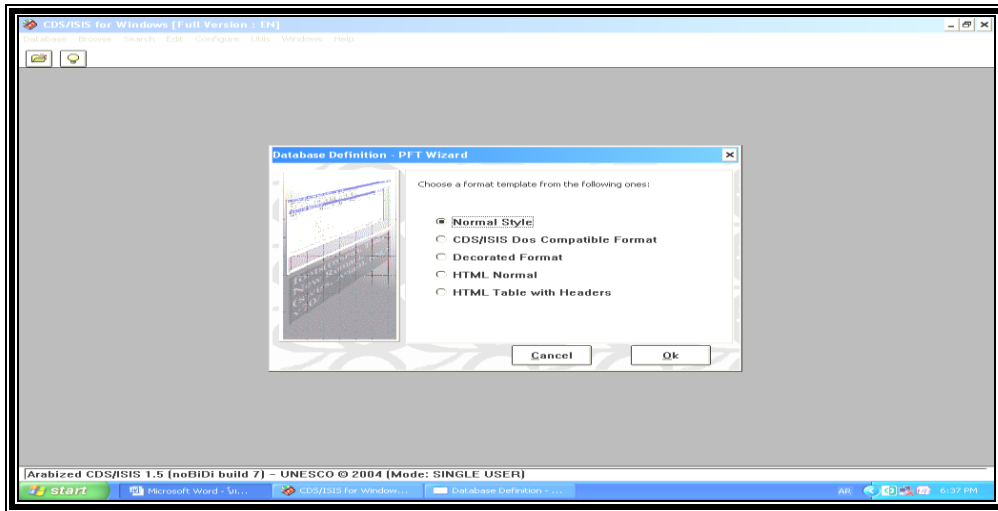 CDS/ISIS for Windows [Full Version : EN]
Database Browse Search Edit Configure Utils Windows Help
Database Definition - PFT Wizard
Choose a format template from the following ones:
Normal Style
CDS/ISIS Dos Compatible Format
Decorated Format
HTML Normal
HTML Table with Headers
Cancel Ok
Arabized CDS/ISIS 1.5 (noBiDi build 7) – UNESCO © 2004 (Mode: SINGLE USER)
start Microsoft Word - CDS/ISIS for Window... Database Definition - ... AR 6:37 PM